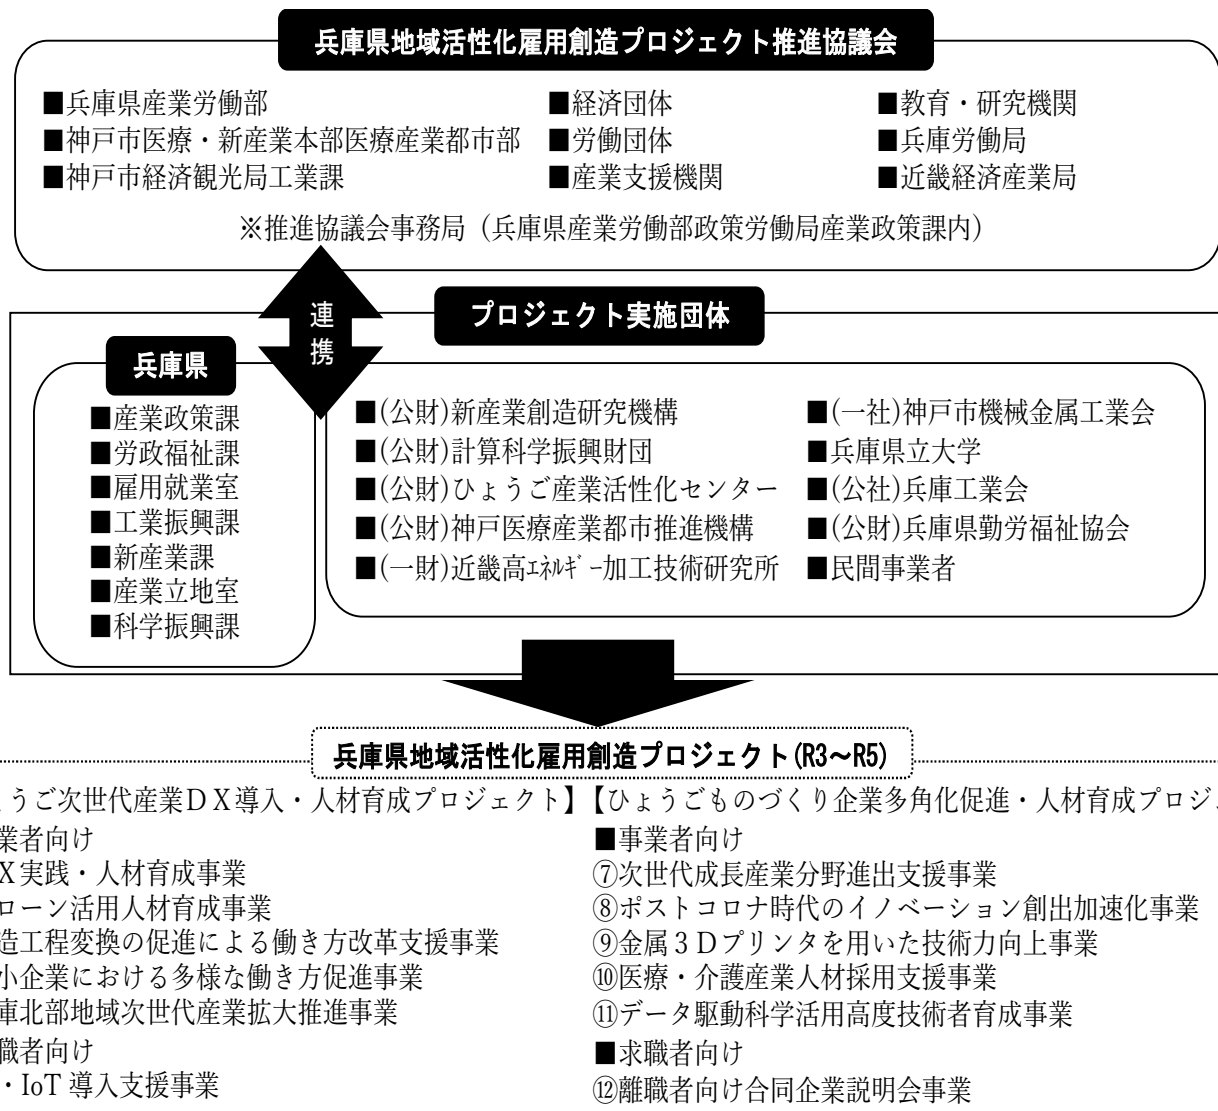 兵庫県地域活性化雇用創造プロジェクト推進協議会
■兵庫県産業労働部
■神戸市医療・新産業本部医療産業都市部
■神戸市経済観光局工業課
■経済団体
■労働団体
■産業支援機関
■教育・研究機関
■兵庫労働局
■近畿経済産業局
※推進協議会事務局（兵庫県産業労働部政策労働局産業政策課内）
連携
プロジェクト実施団体
兵庫県
■産業政策課
■労政福祉課
■雇用就業室
■工業振興課
■新産業課
■産業立地室
■科学振興課
■(公財)新産業創造研究機構
■(公財)計算科学振興財団
■(公財)ひょうご産業活性化センター
■(公財)神戸医療産業都市推進機構
■(一財)近畿高ｴﾈﾙｷﾞｰ加工技術研究所
■(一社)神戸市機械金属工業会
■兵庫県立大学
■(公社)兵庫工業会
■(公財)兵庫県勤労福祉協会
■民間事業者
兵庫県地域活性化雇用創造プロジェクト(R3～R5)
ょうご次世代産業ＤＸ導入・人材育成プロジェクト】
業者向け
Ｘ実践・人材育成事業
ローン活用人材育成事業
造工程変換の促進による働き方改革支援事業
小企業における多様な働き方促進事業
庫北部地域次世代産業拡大推進事業
職者向け
・IoT 導入支援事業
【ひょうごものづくり企業多角化促進・人材育成プロジ
■事業者向け
⑦次世代成長産業分野進出支援事業
⑧ポストコロナ時代のイノベーション創出加速化事業
⑨金属３Ｄプリンタを用いた技術力向上事業
⑩医療・介護産業人材採用支援事業
⑪データ駆動科学活用高度技術者育成事業
■求職者向け
⑫離職者向け合同企業説明会事業